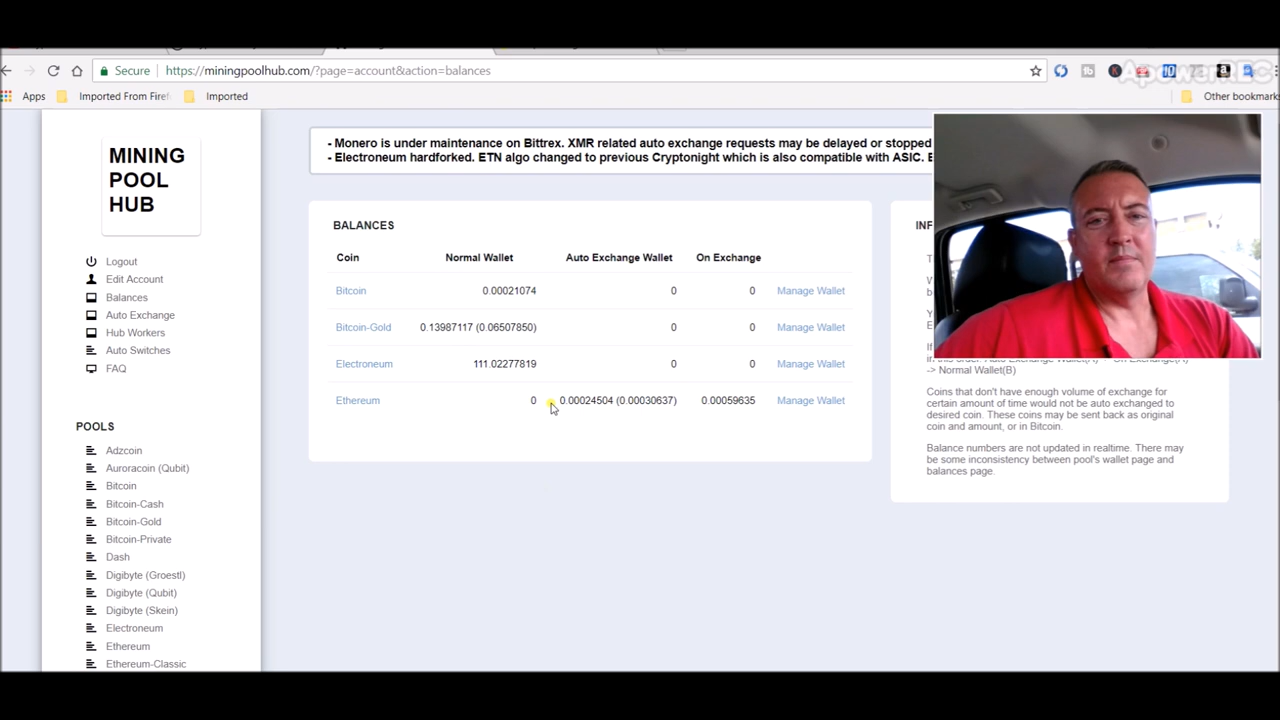 Secure
https://miningpoolhub.com/?page=account&action=balances
ApowerREC
Apps
Imported From Firef
Imported
Other bookmarks
MINING
POOL
HUB
Logout
Edit Account
Balances
Auto Exchange
Hub Workers
Auto Switches
FAQ
POOLS
Adzcoin
Auroracoin (Qubit)
Bitcoin
Bitcoin-Cash
Bitcoin-Gold
Bitcoin-Private
Dash
Digibyte (Groestl)
Digibyte (Qubit)
Digibyte (Skein)
Electroneum
Ethereum
Ethereum-Classic
- Monero is under maintenance on Bittrex. XMR related auto exchange requests may be delayed or stopped
- Electroneum hardforked. ETN algo changed to previous Cryptonight which is also compatible with ASIC.
BALANCES
Coin Normal Wallet Auto Exchange Wallet On Exchange
Bitcoin 0.00021074 0 0 Manage Wallet
Bitcoin-Gold 0.13987117 (0.06507850) 0 0 Manage Wallet
Electroneum 111.02277819 0 0 Manage Wallet
Ethereum 0 0.00024504 (0.00030637) 0.00059635 Manage Wallet
-> Normal Wallet(B)
Coins that don't have enough volume of exchange for
certain amount of time would not be auto exchanged to
desired coin. These coins may be sent back as original
coin and amount, or in Bitcoin.
Balance numbers are not updated in realtime. There may
be some inconsistency between pool's wallet page and
balances page.